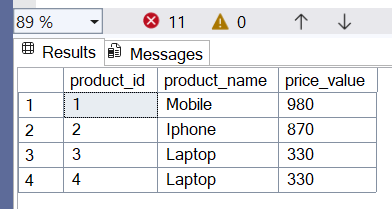 89 % 11 0
Results Messages
product_id product_name price_value
1 1 Mobile 980
2 2 Iphone 870
3 3 Laptop 330
4 4 Laptop 330